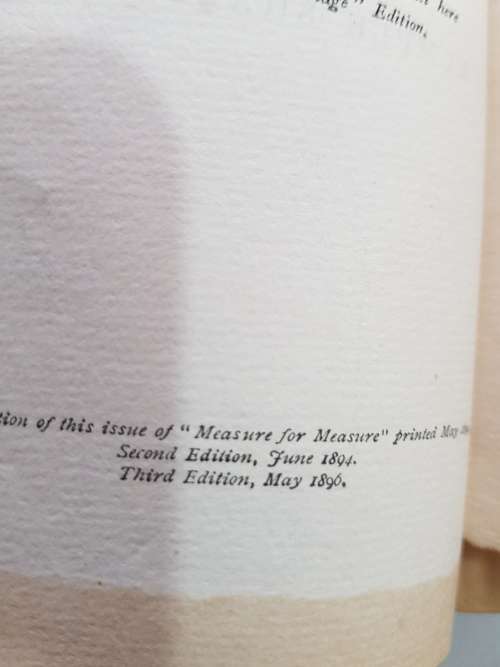 here
Edition,
tion of this issue of "Measure for Measure" printed May
Second Edition, June 1894.
Third Edition, May 1896.